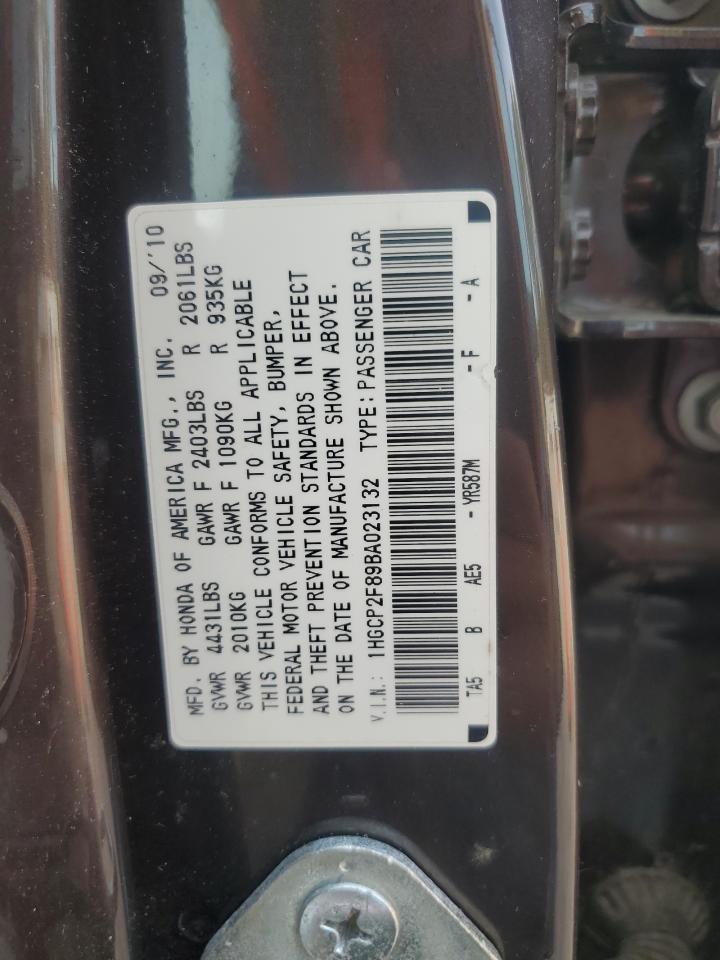 MFD. BY HONDA OF AMERICA MFG., INC. 09/'10
GVWR 4431LBS GAWR F 2403LBS R 2061LBS
GVWR 2010KG GAWR F 1090KG R 935KG
THIS VEHICLE CONFORMS TO ALL APPLICABLE
FEDERAL MOTOR VEHICLE SAFETY, BUMPER,
AND THEFT PREVENTION STANDARDS IN EFFECT
ON THE DATE OF MANUFACTURE SHOWN ABOVE.
V.I.N.: 1HGCP2F89BA023132 TYPE: PASSENGER CAR
TA5 B AE5 - YR587M - F - A